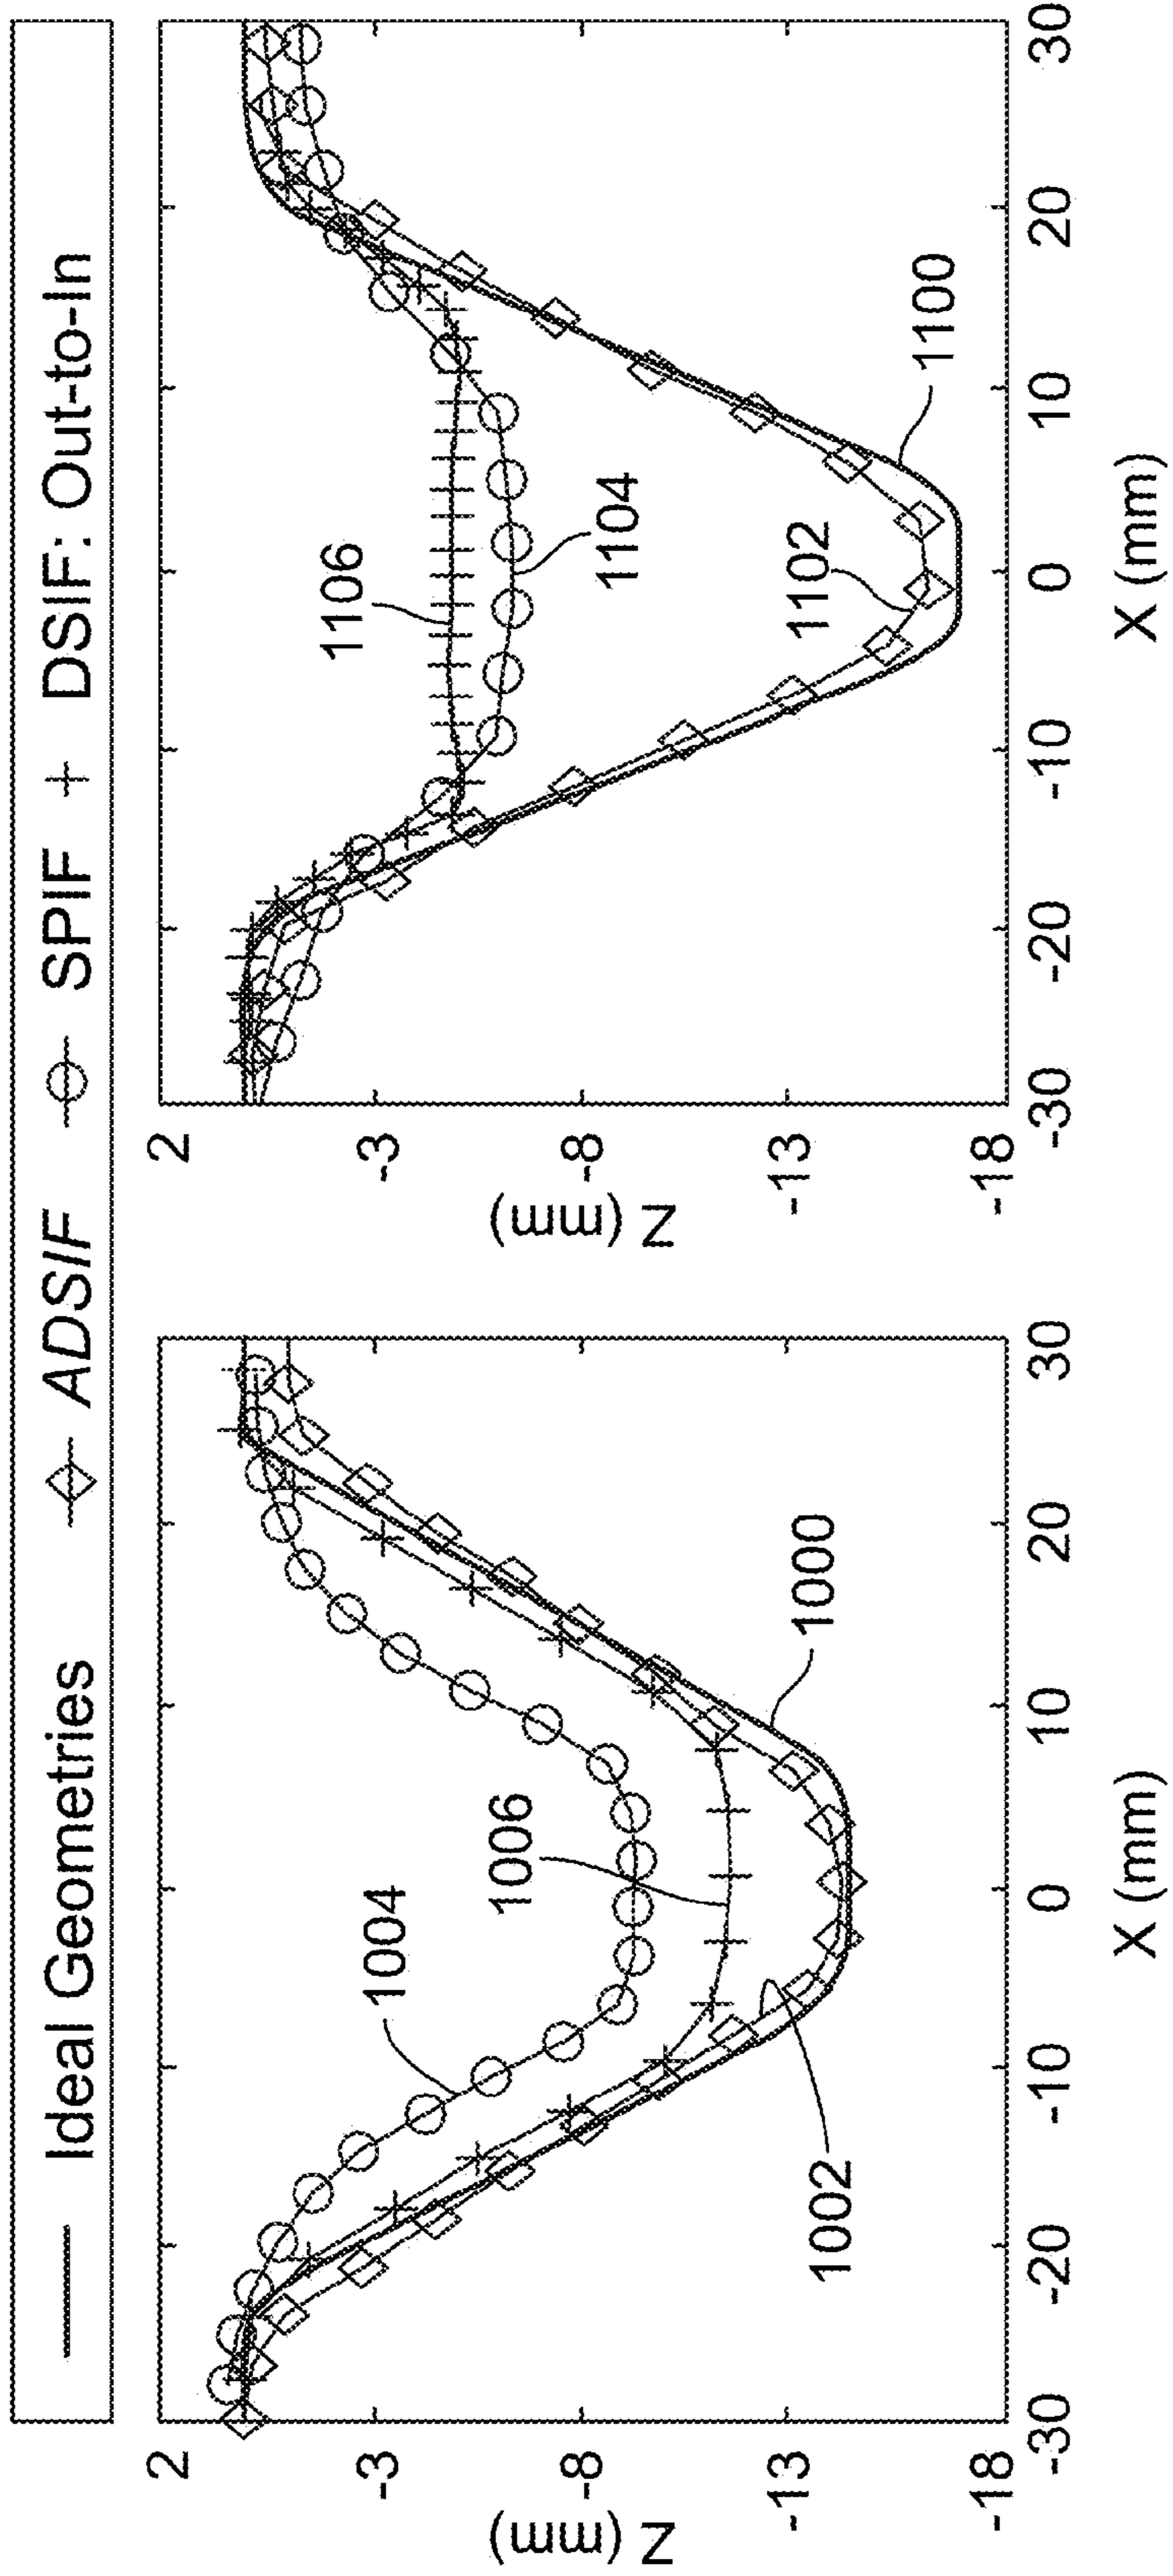 Ideal Geometries ADSIF SPIF DSIF: Out-to-In
2
-3
-8
-13
-18
Z (mm)
-30 -20 -10 0 10 20 30
X (mm)
1004
1006
1002
1000
2
-3
-8
-13
-18
Z (mm)
-30 -20 -10 0 10 20 30
X (mm)
1106
1104
1102
1100